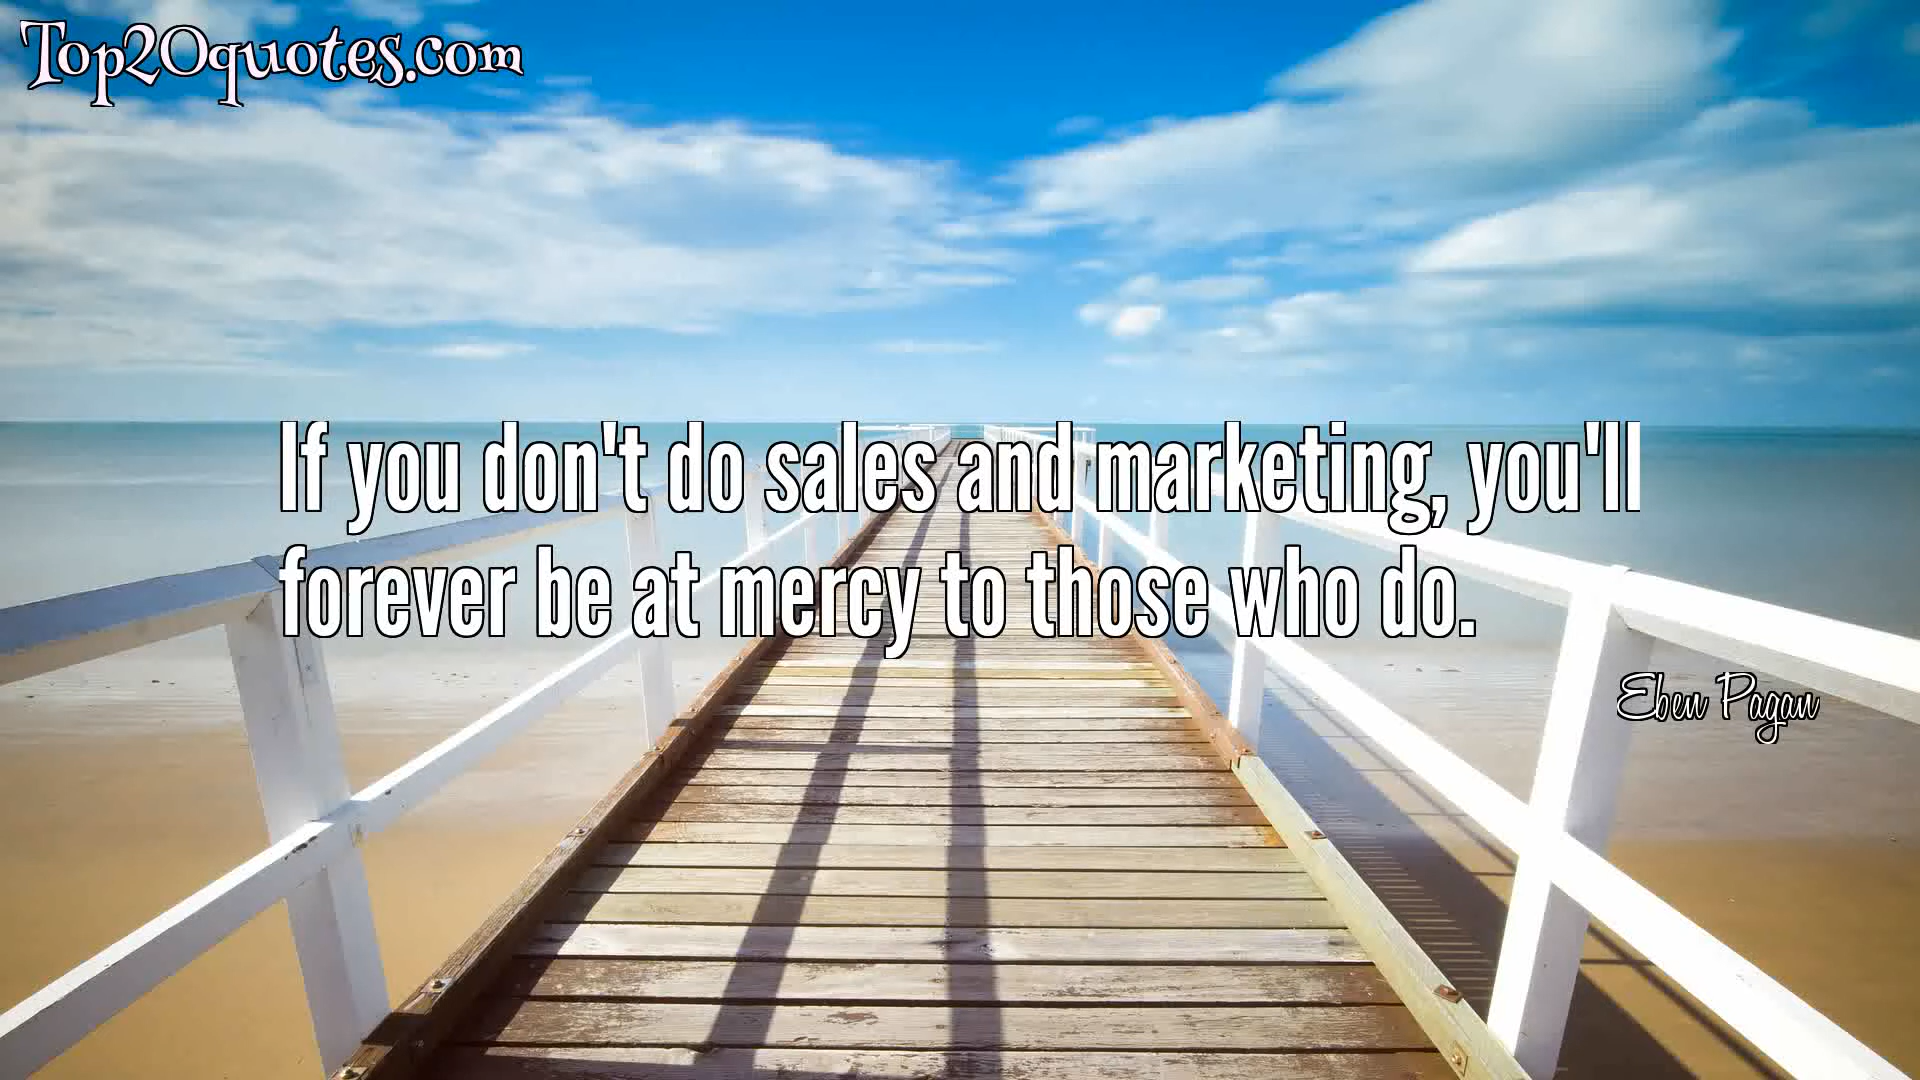 Top20quotes.com
If you don't do sales and marketing, you'll
forever be at mercy to those who do.
Eben Pagan